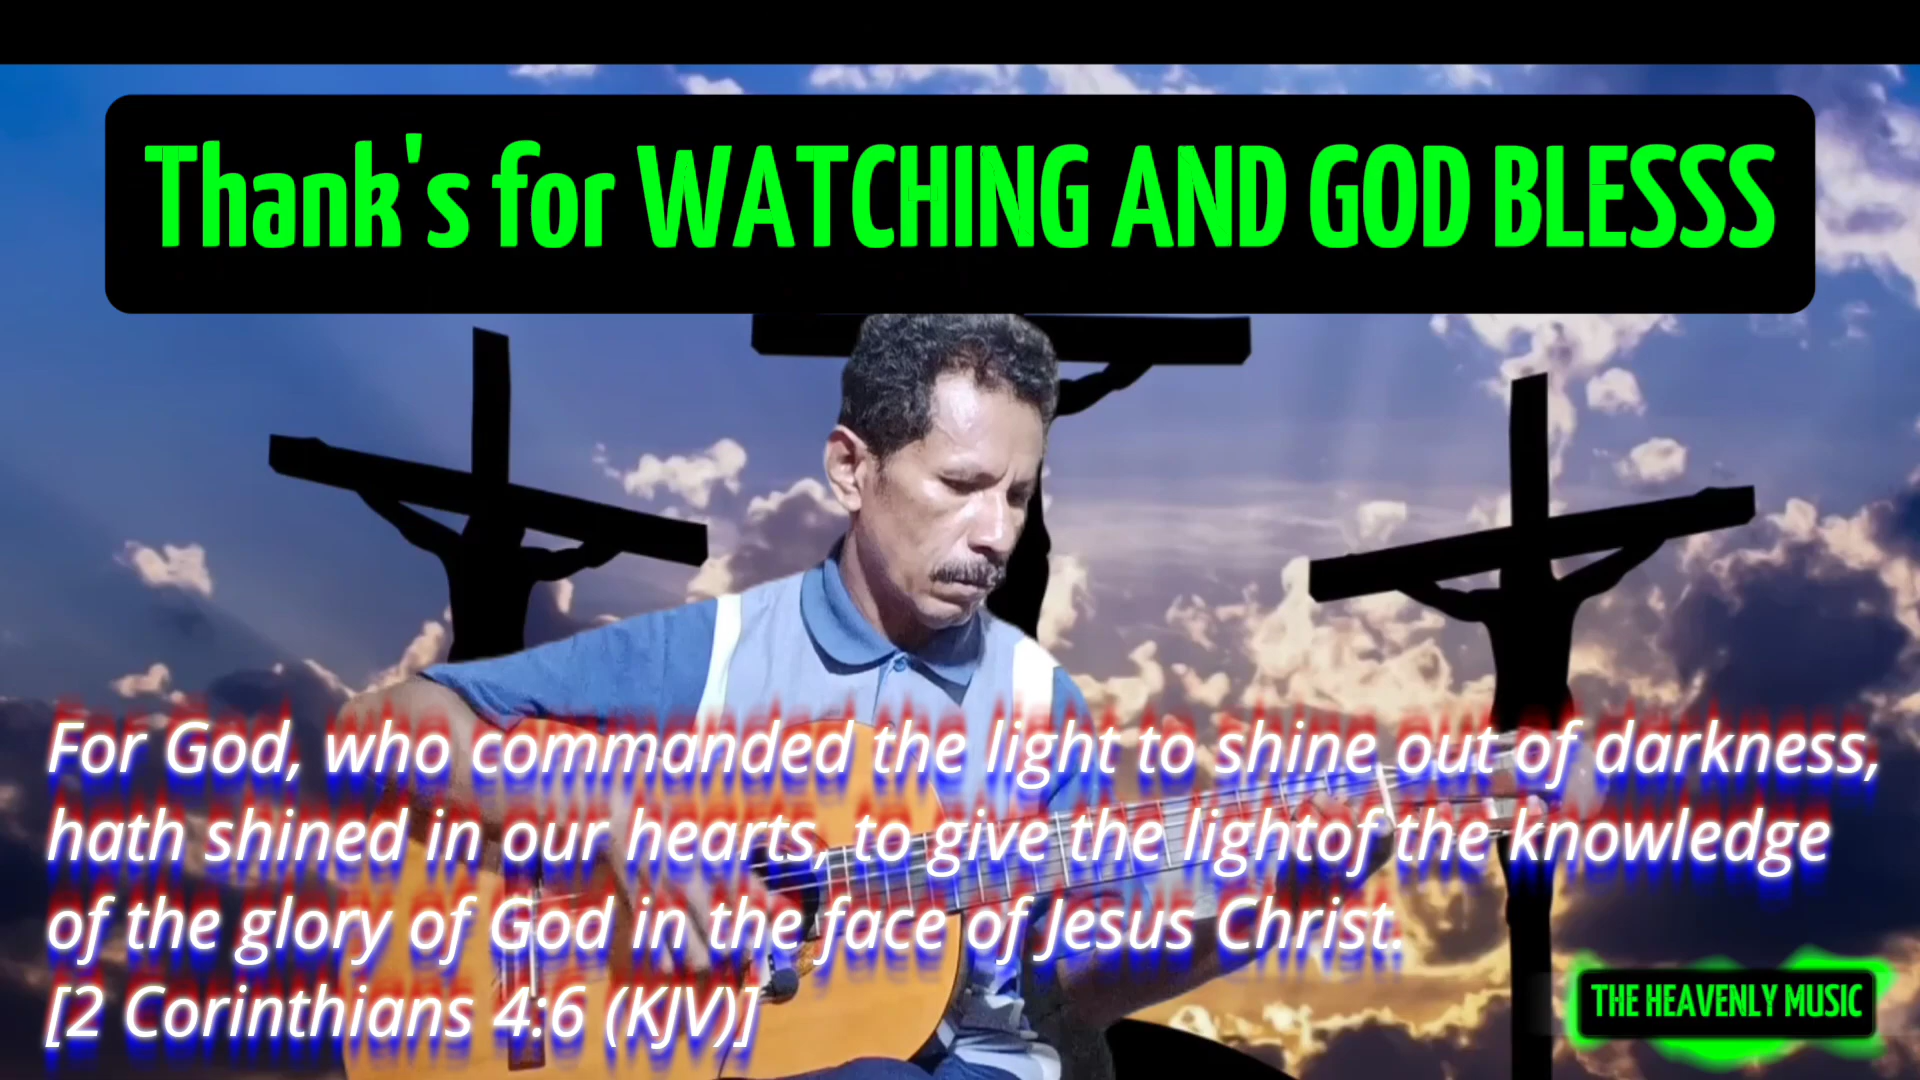 Thank's for WATCHING AND GOD BLESSS
For God, who commanded the light to shine out of darkness,
hath shined in our hearts, to give the lightof the knowledge
of the glory of God in the face of Jesus Christ.
[2 Corinthians 4:6 (KJV)]
THE HEAVENLY MUSIC